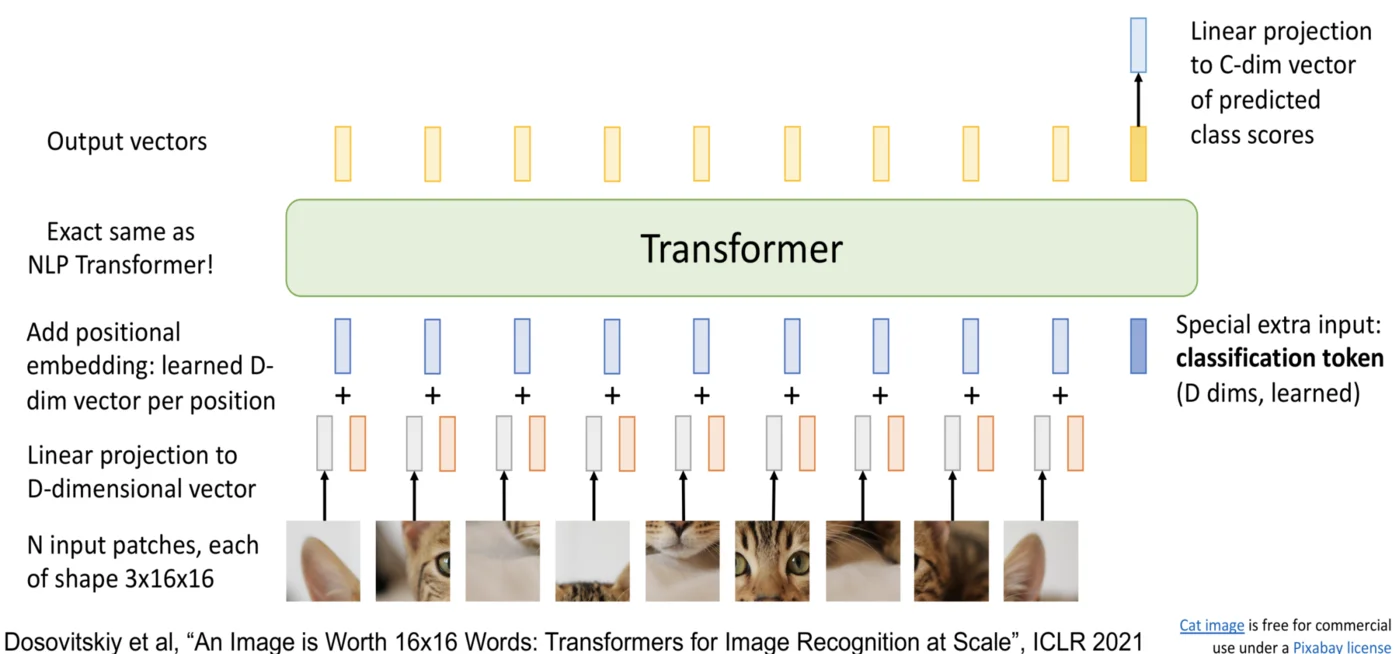 Linear projection
to C-dim vector
of predicted
class scores
Output vectors
Exact same as
NLP Transformer!
Transformer
Add positional
embedding: learned D-
dim vector per position
+ + + + + + + + +
Special extra input:
classification token
(D dims, learned)
Linear projection to
D-dimensional vector
N input patches, each
of shape 3x16x16
Dosovitskiy et al, “An Image is Worth 16x16 Words: Transformers for Image Recognition at Scale”, ICLR 2021
Cat image is free for commercial
use under a Pixabay license